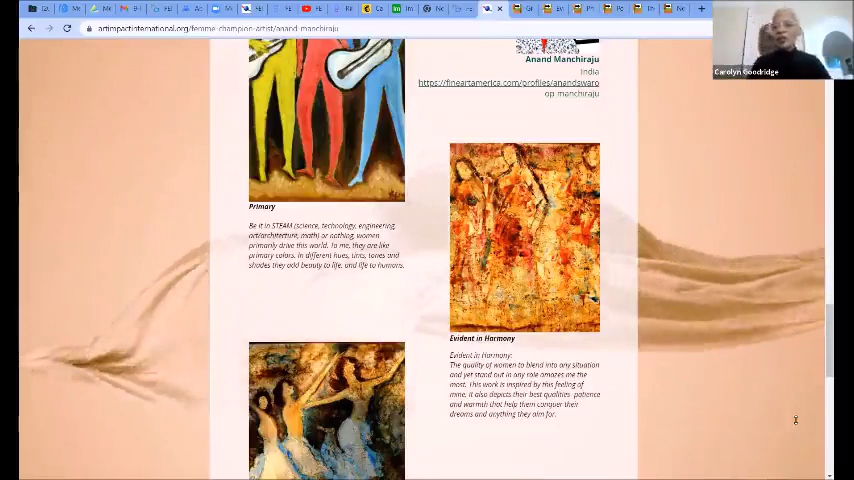 artimpactinternational.org/femme-champion-artist/anand-manchiraju
Carolyn Goodridge
Anand Manchiraju
India
https://fineartamerica.com/profiles/anandswaro
op manchiraju
Primary
Be it in STEAM (science, technology, engineering,
art/architecture, math) or nothing, women
primarily drive this world. To me, they are like
primary colors. In different hues, tints, tones and
shades they add beauty to life, and life to humans.
Evident in Harmony
Evident in Harmony:
The quality of women to blend into any situation
and yet stand out in any role amazes me the
most. This work is inspired by this feeling of
mine, it also depicts their best qualities -patience
and warmth that help them conquer their
dreams and anything they aim for.